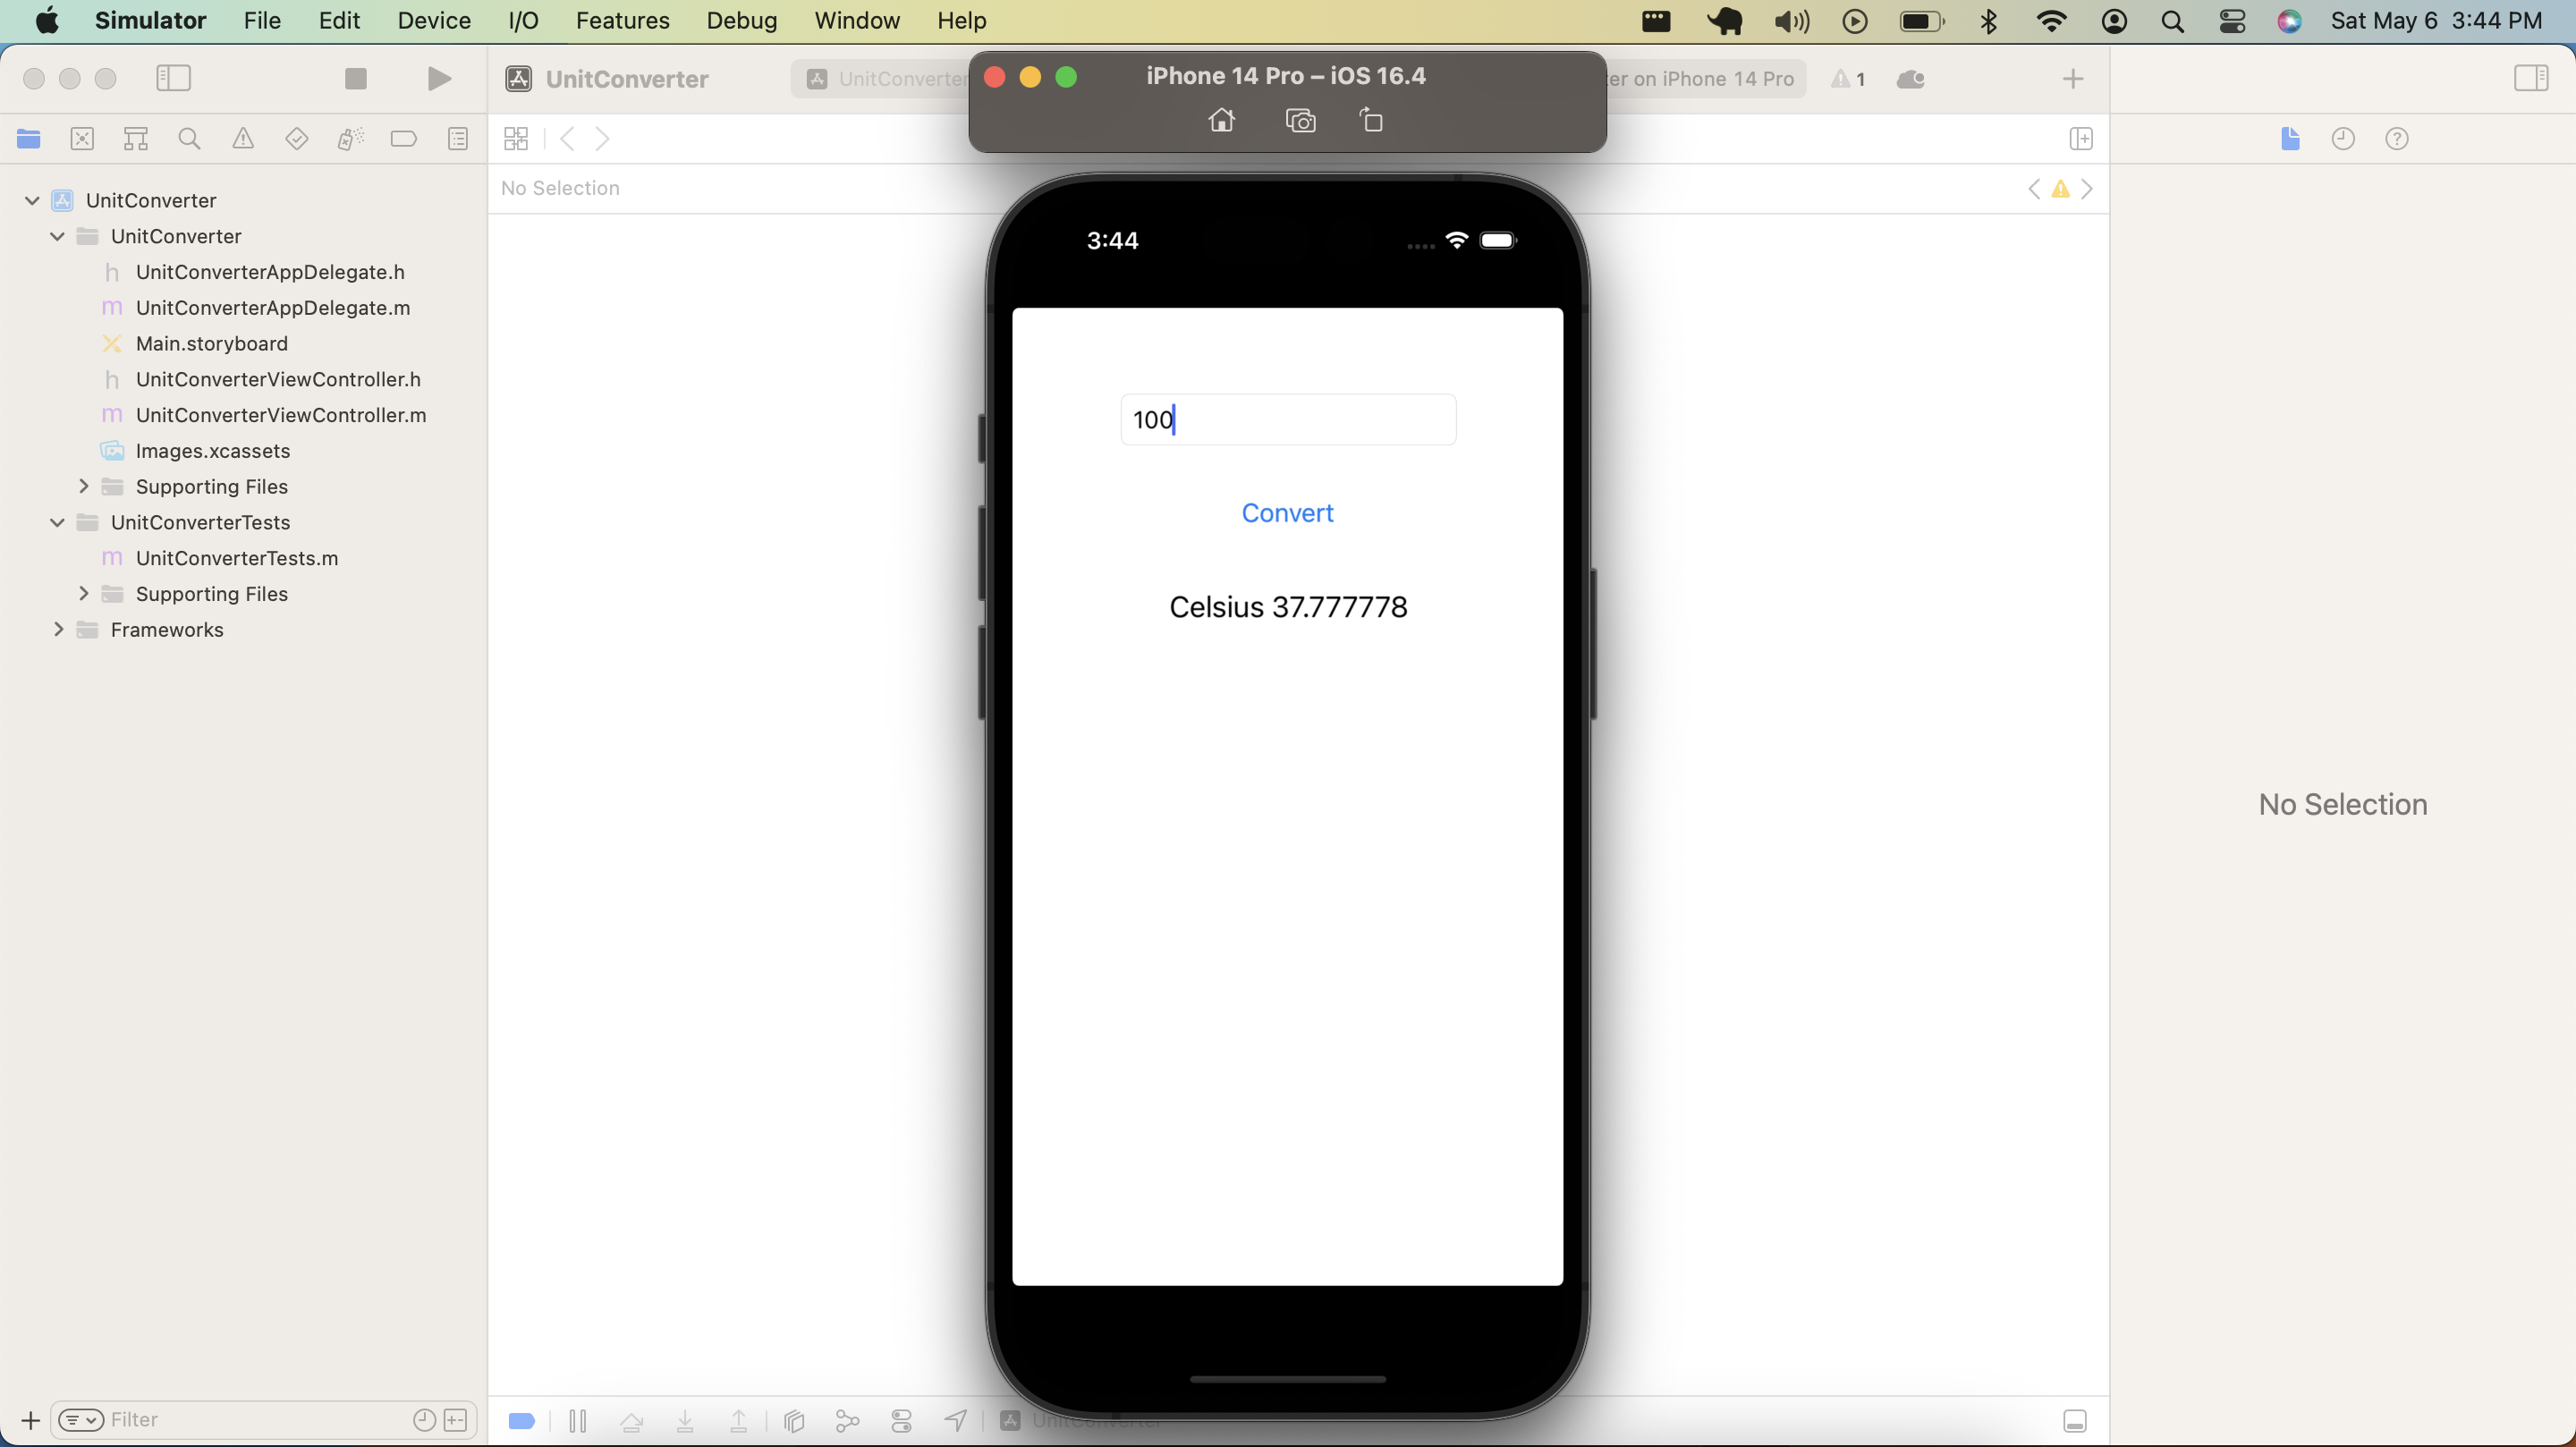 Simulator File Edit Device I/O Features Debug Window Help Sat May 6 3:44 PM
UnitConverter UnitConverter iPhone 14 Pro – iOS 16.4 er on iPhone 14 Pro 1
No Selection
UnitConverter
UnitConverter
h UnitConverterAppDelegate.h
m UnitConverterAppDelegate.m
Main.storyboard
h UnitConverterViewController.h
m UnitConverterViewController.m
Images.xcassets
Supporting Files
UnitConverterTests
m UnitConverterTests.m
Supporting Files
Frameworks
Filter
3:44
100
Convert
Celsius 37.777778
UnitConverter
No Selection